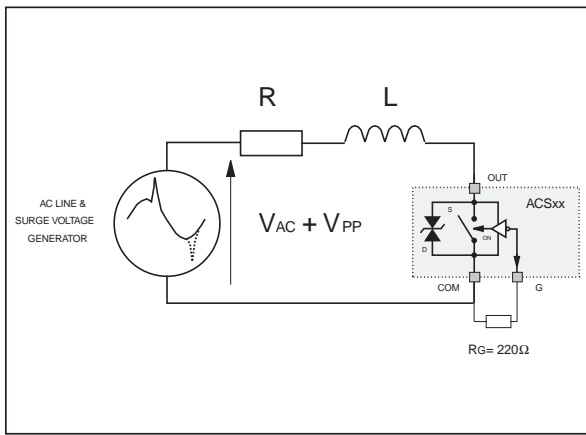 R
L
OUT
AC LINE &
SURGE VOLTAGE
GENERATOR
VAC + VPP
ACSxx
S
ON
D
COM
G
RG= 220Ω